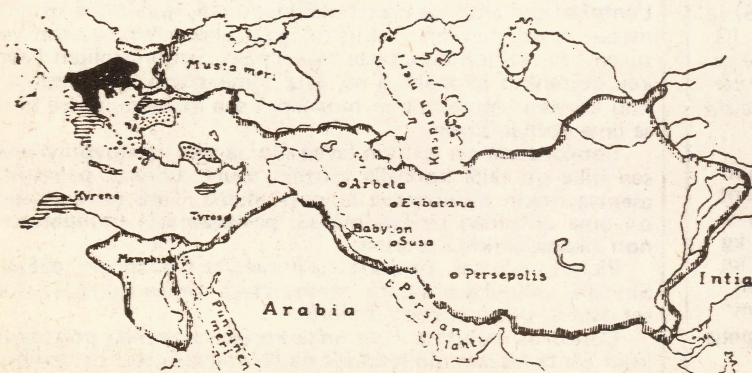 Musta meri
Kaspian meri
Kyrene
Arbela
Ekbatana
Tyros
Babylon
Susa
Memphis
Persepolis
Intia
Arabia
Punainen
meri
Persian
lahti